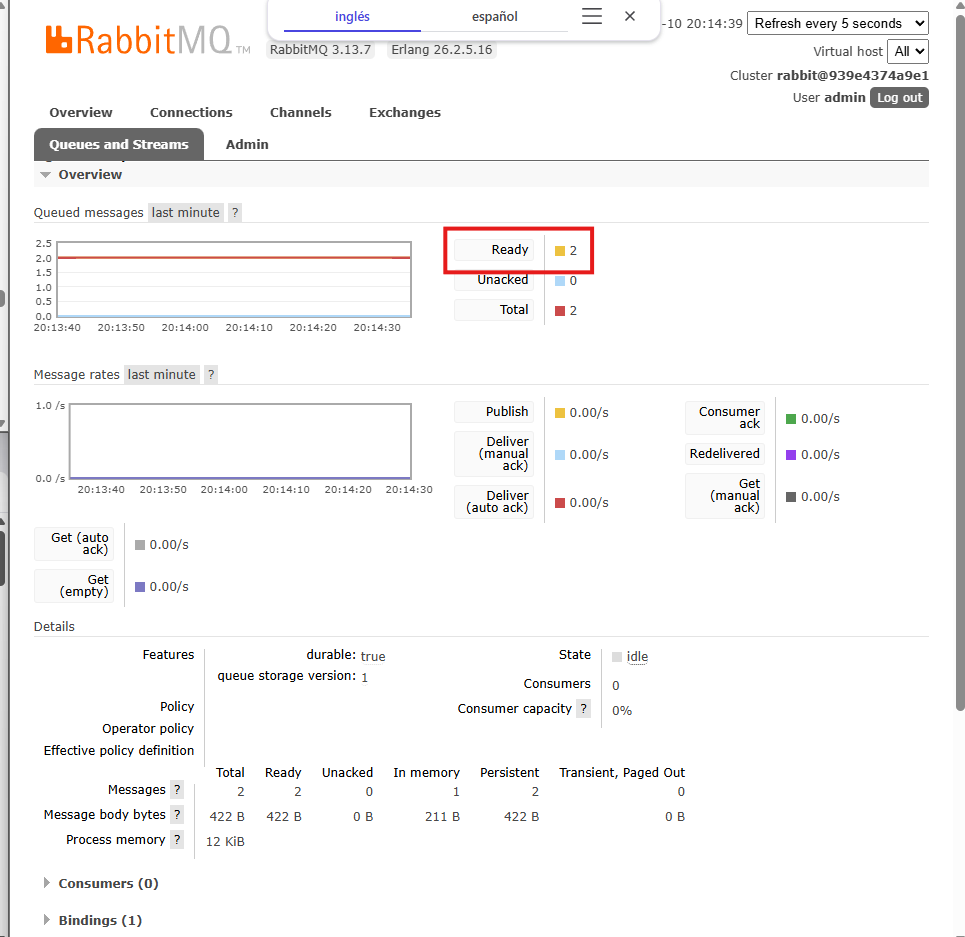 inglés español
RabbitMQ TM RabbitMQ 3.13.7 Erlang 26.2.5.16
-10 20:14:39 Refresh every 5 seconds
Virtual host All
Cluster rabbit@939e4374a9e1
User admin Log out
Overview Connections Channels Exchanges
Queues and Streams Admin
Overview
Queued messages last minute ?
2.5
2.0
1.5
1.0
0.5
0.0
20:13:40 20:13:50 20:14:00 20:14:10 20:14:20 20:14:30
Ready 2
Unacked 0
Total 2
Message rates last minute ?
1.0 /s
0.0 /s
20:13:40 20:13:50 20:14:00 20:14:10 20:14:20 20:14:30
Publish 0.00/s
Deliver
(manual 0.00/s
ack)
Deliver
(auto ack) 0.00/s
Consumer
ack 0.00/s
Redelivered 0.00/s
Get
(manual 0.00/s
ack)
Get (auto
ack) 0.00/s
Get
(empty) 0.00/s
Details
Features durable: true
queue storage version: 1
Policy
Operator policy
Effective policy definition
State idle
Consumers 0
Consumer capacity ? 0%
Total Ready Unacked In memory Persistent Transient, Paged Out
Messages ? 2 2 0 1 2 0
Message body bytes ? 422 B 422 B 0 B 211 B 422 B 0 B
Process memory ? 12 KiB
Consumers (0)
Bindings (1)